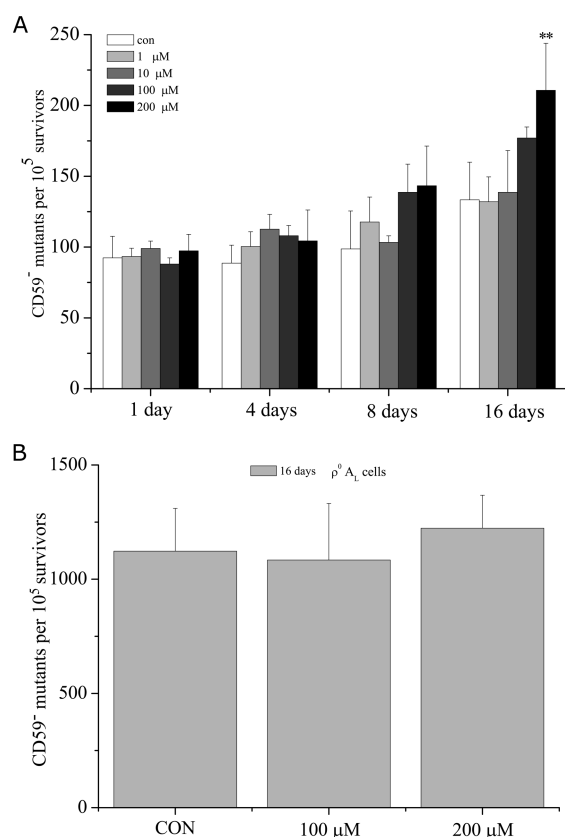 A
250
200
150
100
50
0
CD59⁻ mutants per 10⁵ survivors
con
1 μM
10 μM
100 μM
200 μM
**
1 day 4 days 8 days 16 days
B
1500
1000
500
0
CD59⁻ mutants per 10⁵ survivors
16 days ρ⁰ A_L cells
CON 100 μM 200 μM